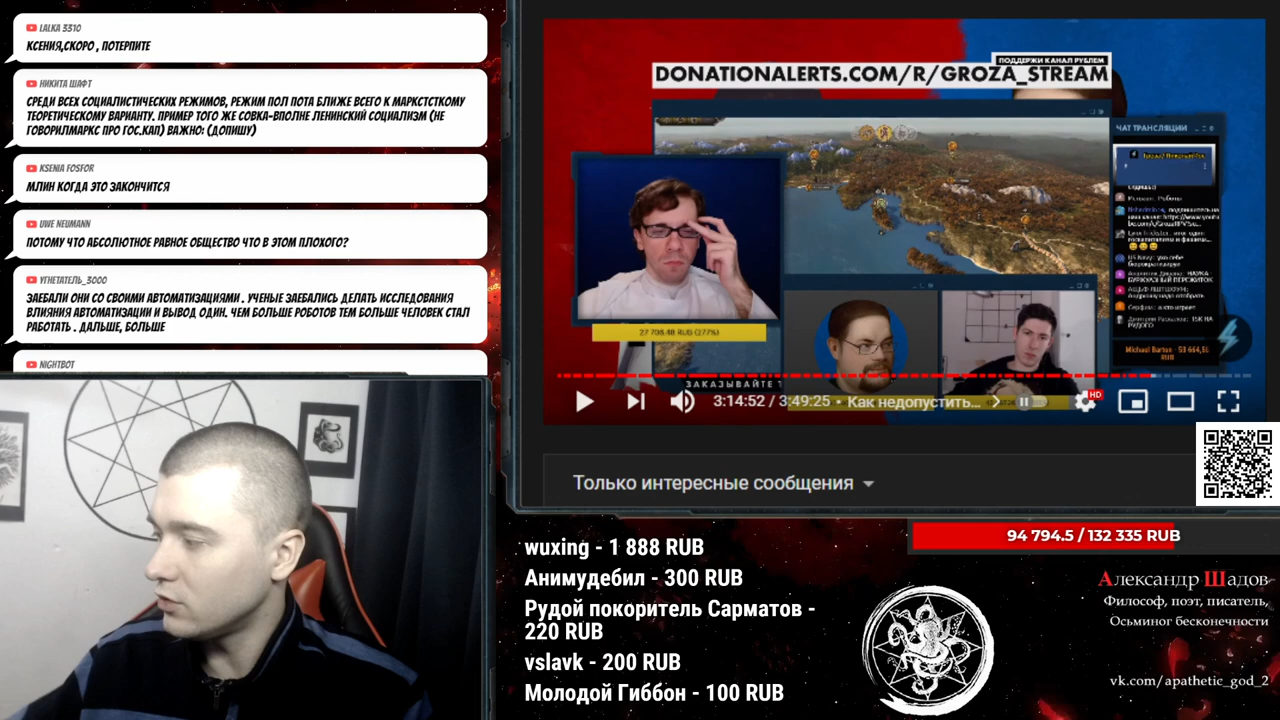 LALKA 3310
КСЕНИЯ,СКОРО , ПОТЕРПИТЕ
НИКИТА ШАФТ
СРЕДИ ВСЕХ СОЦИАЛИСТИЧЕСКИХ РЕЖИМОВ, РЕЖИМ ПОЛ ПОТА БЛИЖЕ ВСЕГО К МАРКСТСТКОМУ
ТЕОРЕТИЧЕСКОМУ ВАРИАНТУ. ПРИМЕР ТОГО ЖЕ СОВКА-ВПОЛНЕ ЛЕНИНСКИЙ СОЦИАЛИЗМ (НЕ
ГОВОРИЛМАРКС ПРО ГОС.КАП) ВАЖНО: (ДОПИШУ)
KSENIA FOSFOR
МЛИН КОГДА ЭТО ЗАКОНЧИТСЯ
UWE NEUMANN
ПОТОМУ ЧТО АБСОЛЮТНОЕ РАВНОЕ ОБЩЕСТВО ЧТО В ЭТОМ ПЛОХОГО?
УГНЕТАТЕЛЬ_3000
ЗАЕБАЛИ ОНИ СО СВОИМИ АВТОМАТИЗАЦИЯМИ . УЧЕНЫЕ ЗАЕБАЛИСЬ ДЕЛАТЬ ИССЛЕДОВАНИЯ
ВЛИЯНИЯ АВТОМАТИЗАЦИИ И ВЫВОД ОДИН. ЧЕМ БОЛЬШЕ РОБОТОВ ТЕМ БОЛЬШЕ ЧЕЛОВЕК СТАЛ
РАБОТАТЬ . ДАЛЬШЕ, БОЛЬШЕ
NIGHTBOT
ПОДДЕРЖИ КАНАЛ РУБЛЕМ
DONATIONALERTS.COM/R/GROZA_STREAM
ЧАТ ТРАНСЛЯЦИИ
27 706.48 RUB (277%)
ЗАКАЗЫВАЙТЕ
3:14:52 / 3:49:25 • Как недопустить...
HD
Только интересные сообщения
94 794.5 / 132 335 RUB
wuxing - 1 888 RUB
Анимудебил - 300 RUB
Рудой покоритель Сарматов -
220 RUB
vslavk - 200 RUB
Молодой Гиббон - 100 RUB
Александр Шадов
Философ, поэт, писатель,
Осьминог бесконечности
vk.com/apathetic_god_2